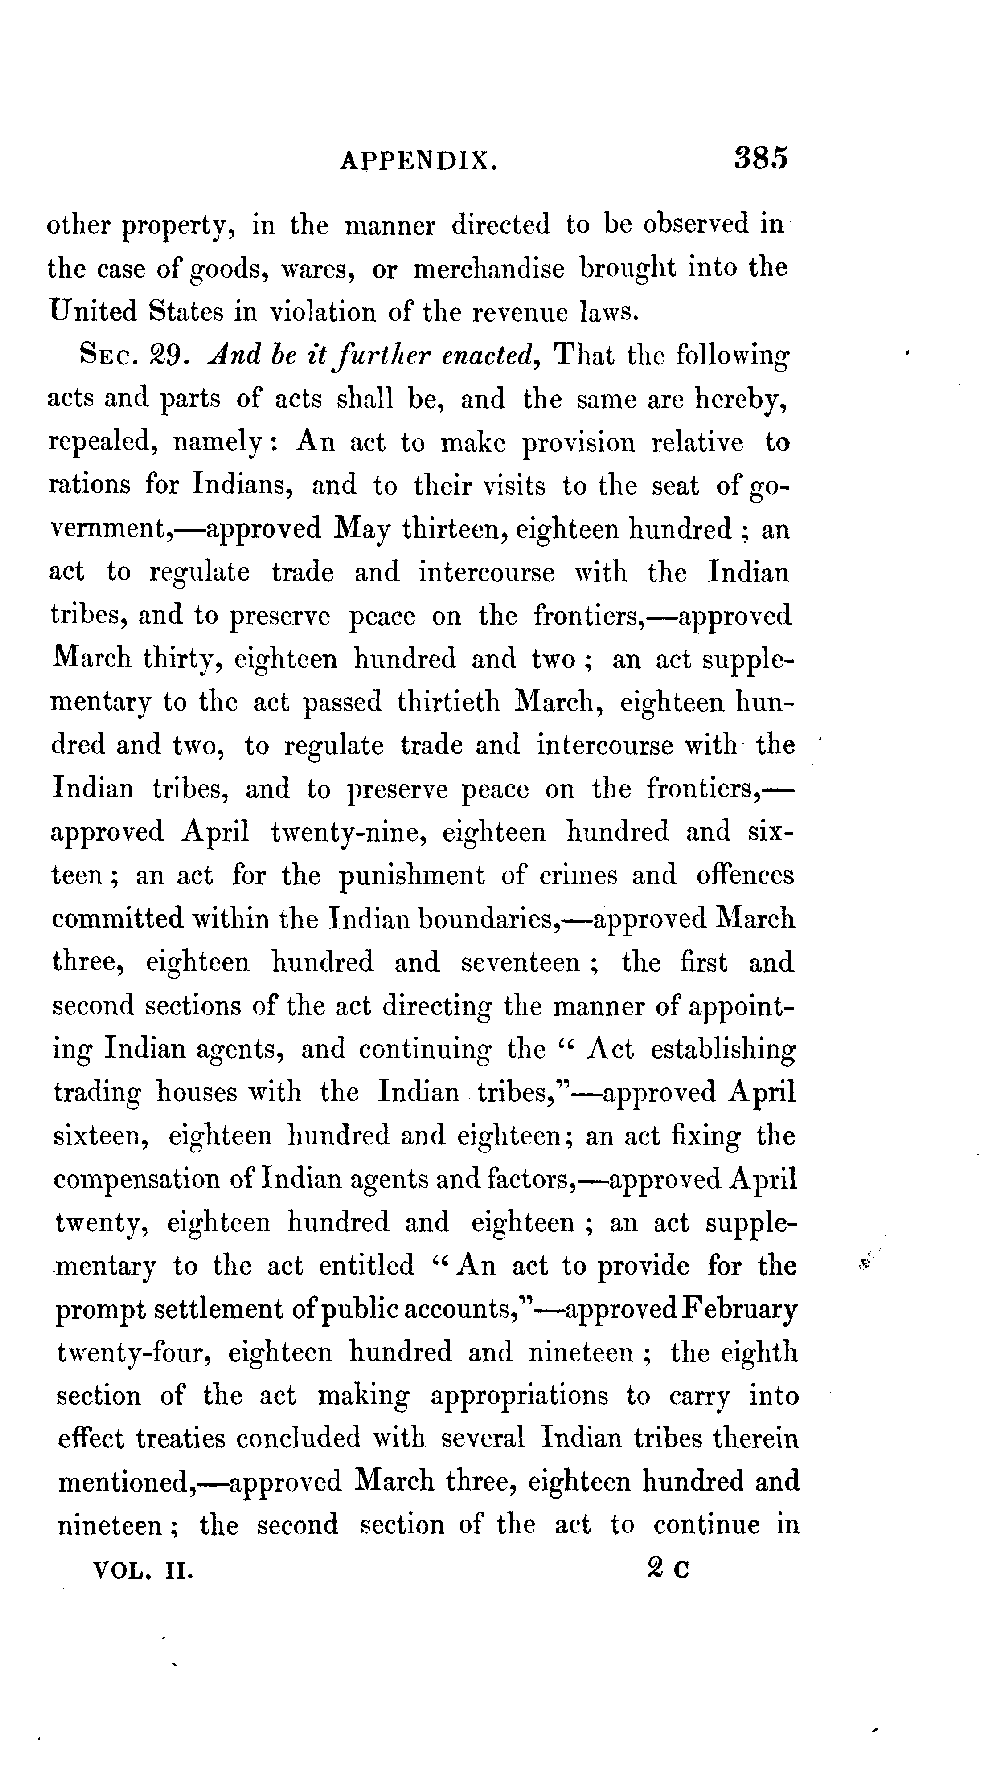 APPENDIX. 385
other property, in the manner directed to be observed in
the case of goods, wares, or merchandise brought into the
United States in violation of the revenue laws.
SEC. 29. And be it further enacted, That the following
acts and parts of acts shall be, and the same are hereby,
repealed, namely: An act to make provision relative to
rations for Indians, and to their visits to the seat of go-
vernment,—approved May thirteen, eighteen hundred; an
act to regulate trade and intercourse with the Indian
tribes, and to preserve peace on the frontiers,—approved
March thirty, eighteen hundred and two; an act supple-
mentary to the act passed thirtieth March, eighteen hun-
dred and two, to regulate trade and intercourse with the
Indian tribes, and to preserve peace on the frontiers,—
approved April twenty-nine, eighteen hundred and six-
teen; an act for the punishment of crimes and offences
committed within the Indian boundaries,—approved March
three, eighteen hundred and seventeen; the first and
second sections of the act directing the manner of appoint-
ing Indian agents, and continuing the “Act establishing
trading houses with the Indian tribes,”—approved April
sixteen, eighteen hundred and eighteen; an act fixing the
compensation of Indian agents and factors,—approved April
twenty, eighteen hundred and eighteen; an act supple-
mentary to the act entitled “An act to provide for the
prompt settlement of public accounts,”—approved February
twenty-four, eighteen hundred and nineteen; the eighth
section of the act making appropriations to carry into
effect treaties concluded with several Indian tribes therein
mentioned,—approved March three, eighteen hundred and
nineteen; the second section of the act to continue in
VOL. II. 2 C